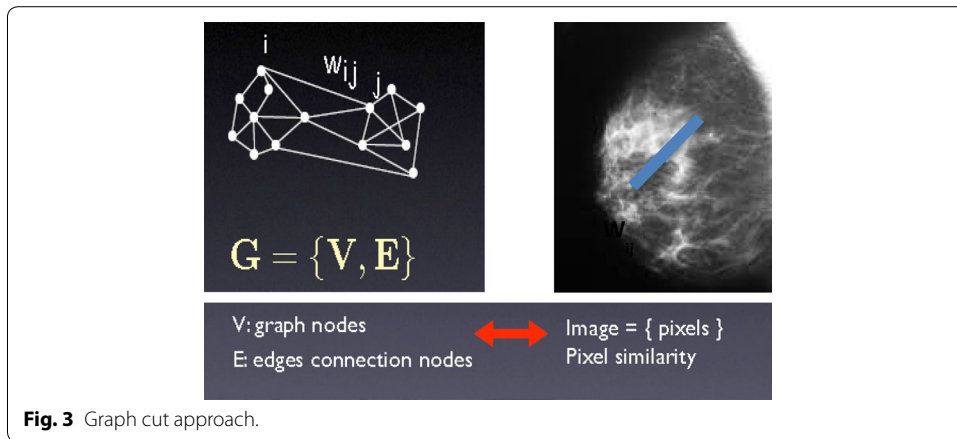 i
wij j
G = {V, E}
W ij
V: graph nodes
E: edges connection nodes
Image = { pixels }
Pixel similarity
Fig. 3 Graph cut approach.